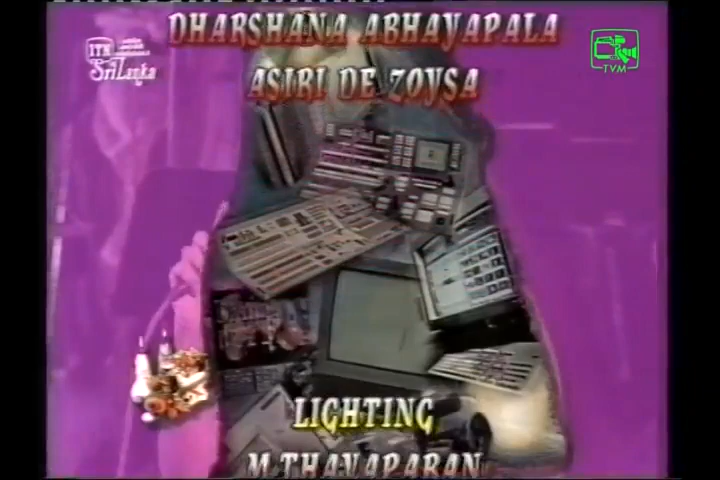 DHARSHANA ABHAYAPALA
ITN
Sri Lanka
TVM
ASIRI DE ZOYSA
LIGHTING
M.THAVAPARAN